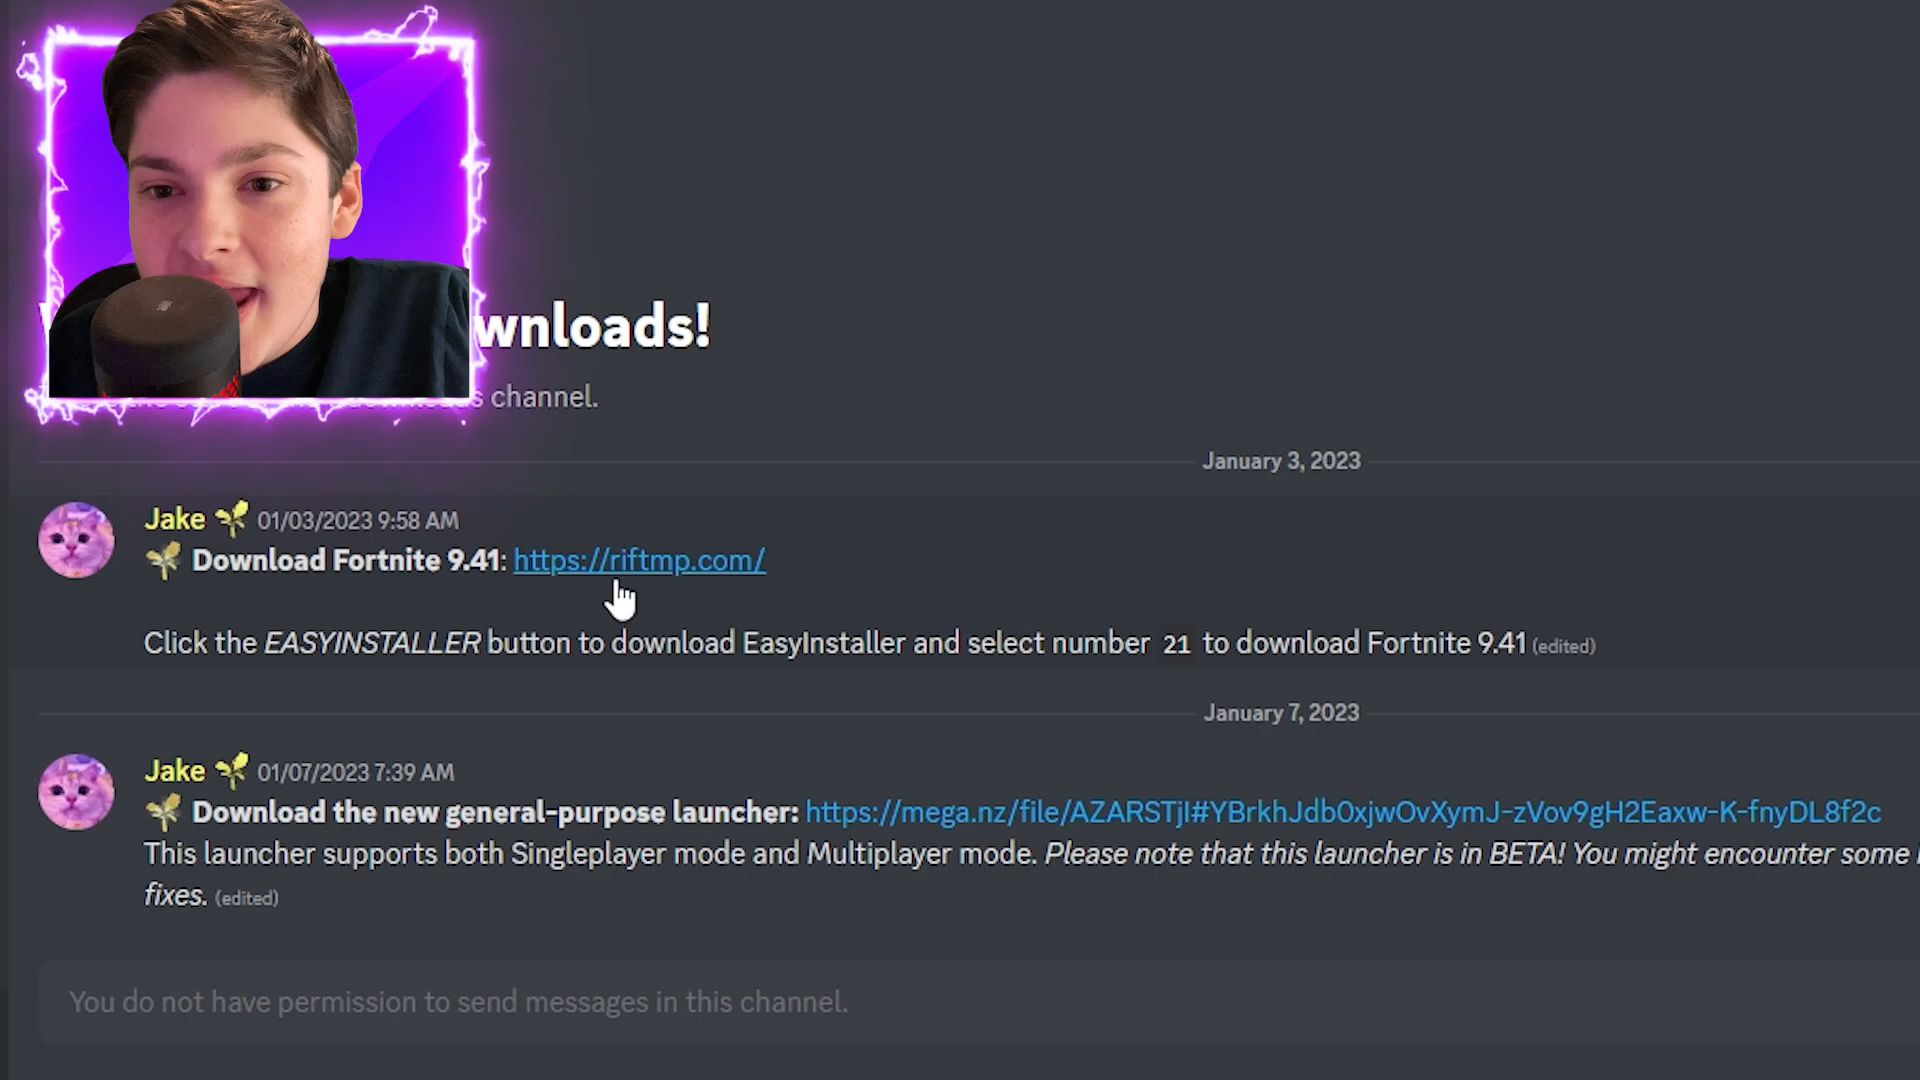 wnloads!
channel.
January 3, 2023
Jake 01/03/2023 9:58 AM
Download Fortnite 9.41: https://riftmp.com/
Click the EASYINSTALLER button to download EasyInstaller and select number 21 to download Fortnite 9.41 (edited)
January 7, 2023
Jake 01/07/2023 7:39 AM
Download the new general-purpose launcher: https://mega.nz/file/AZARSTjI#YBrkhJdb0xjwOvXymJ-zVov9gH2Eaxw-K-fnyDL8f2c
This launcher supports both Singleplayer mode and Multiplayer mode. Please note that this launcher is in BETA! You might encounter some
fixes. (edited)
You do not have permission to send messages in this channel.